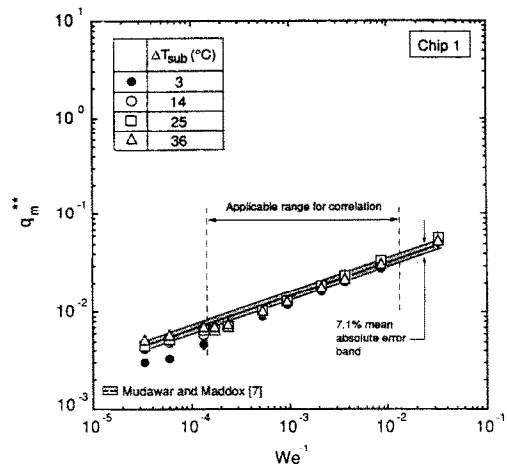 10¹
Chip 1
ΔTsub (°C)
3
14
25
36
10⁰
qm**
10⁻¹
Applicable range for correlation
10⁻²
7.1% mean
absolute error
band
Mudawar and Maddox [7]
10⁻³
10⁻⁵
10⁻⁴
10⁻³
10⁻²
10⁻¹
We⁻¹